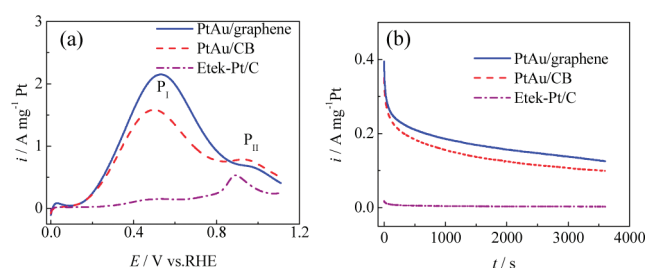 (a)
PtAu/graphene
PtAu/CB
Etek-Pt/C
P_I
P_II
i / A mg⁻¹ Pt
3
2
1
0
0.0 0.4 0.8 1.2
E / V vs.RHE
(b)
PtAu/graphene
PtAu/CB
Etek-Pt/C
i / A mg⁻¹Pt
0.4
0.2
0.0
0 1000 2000 3000 4000
t / s